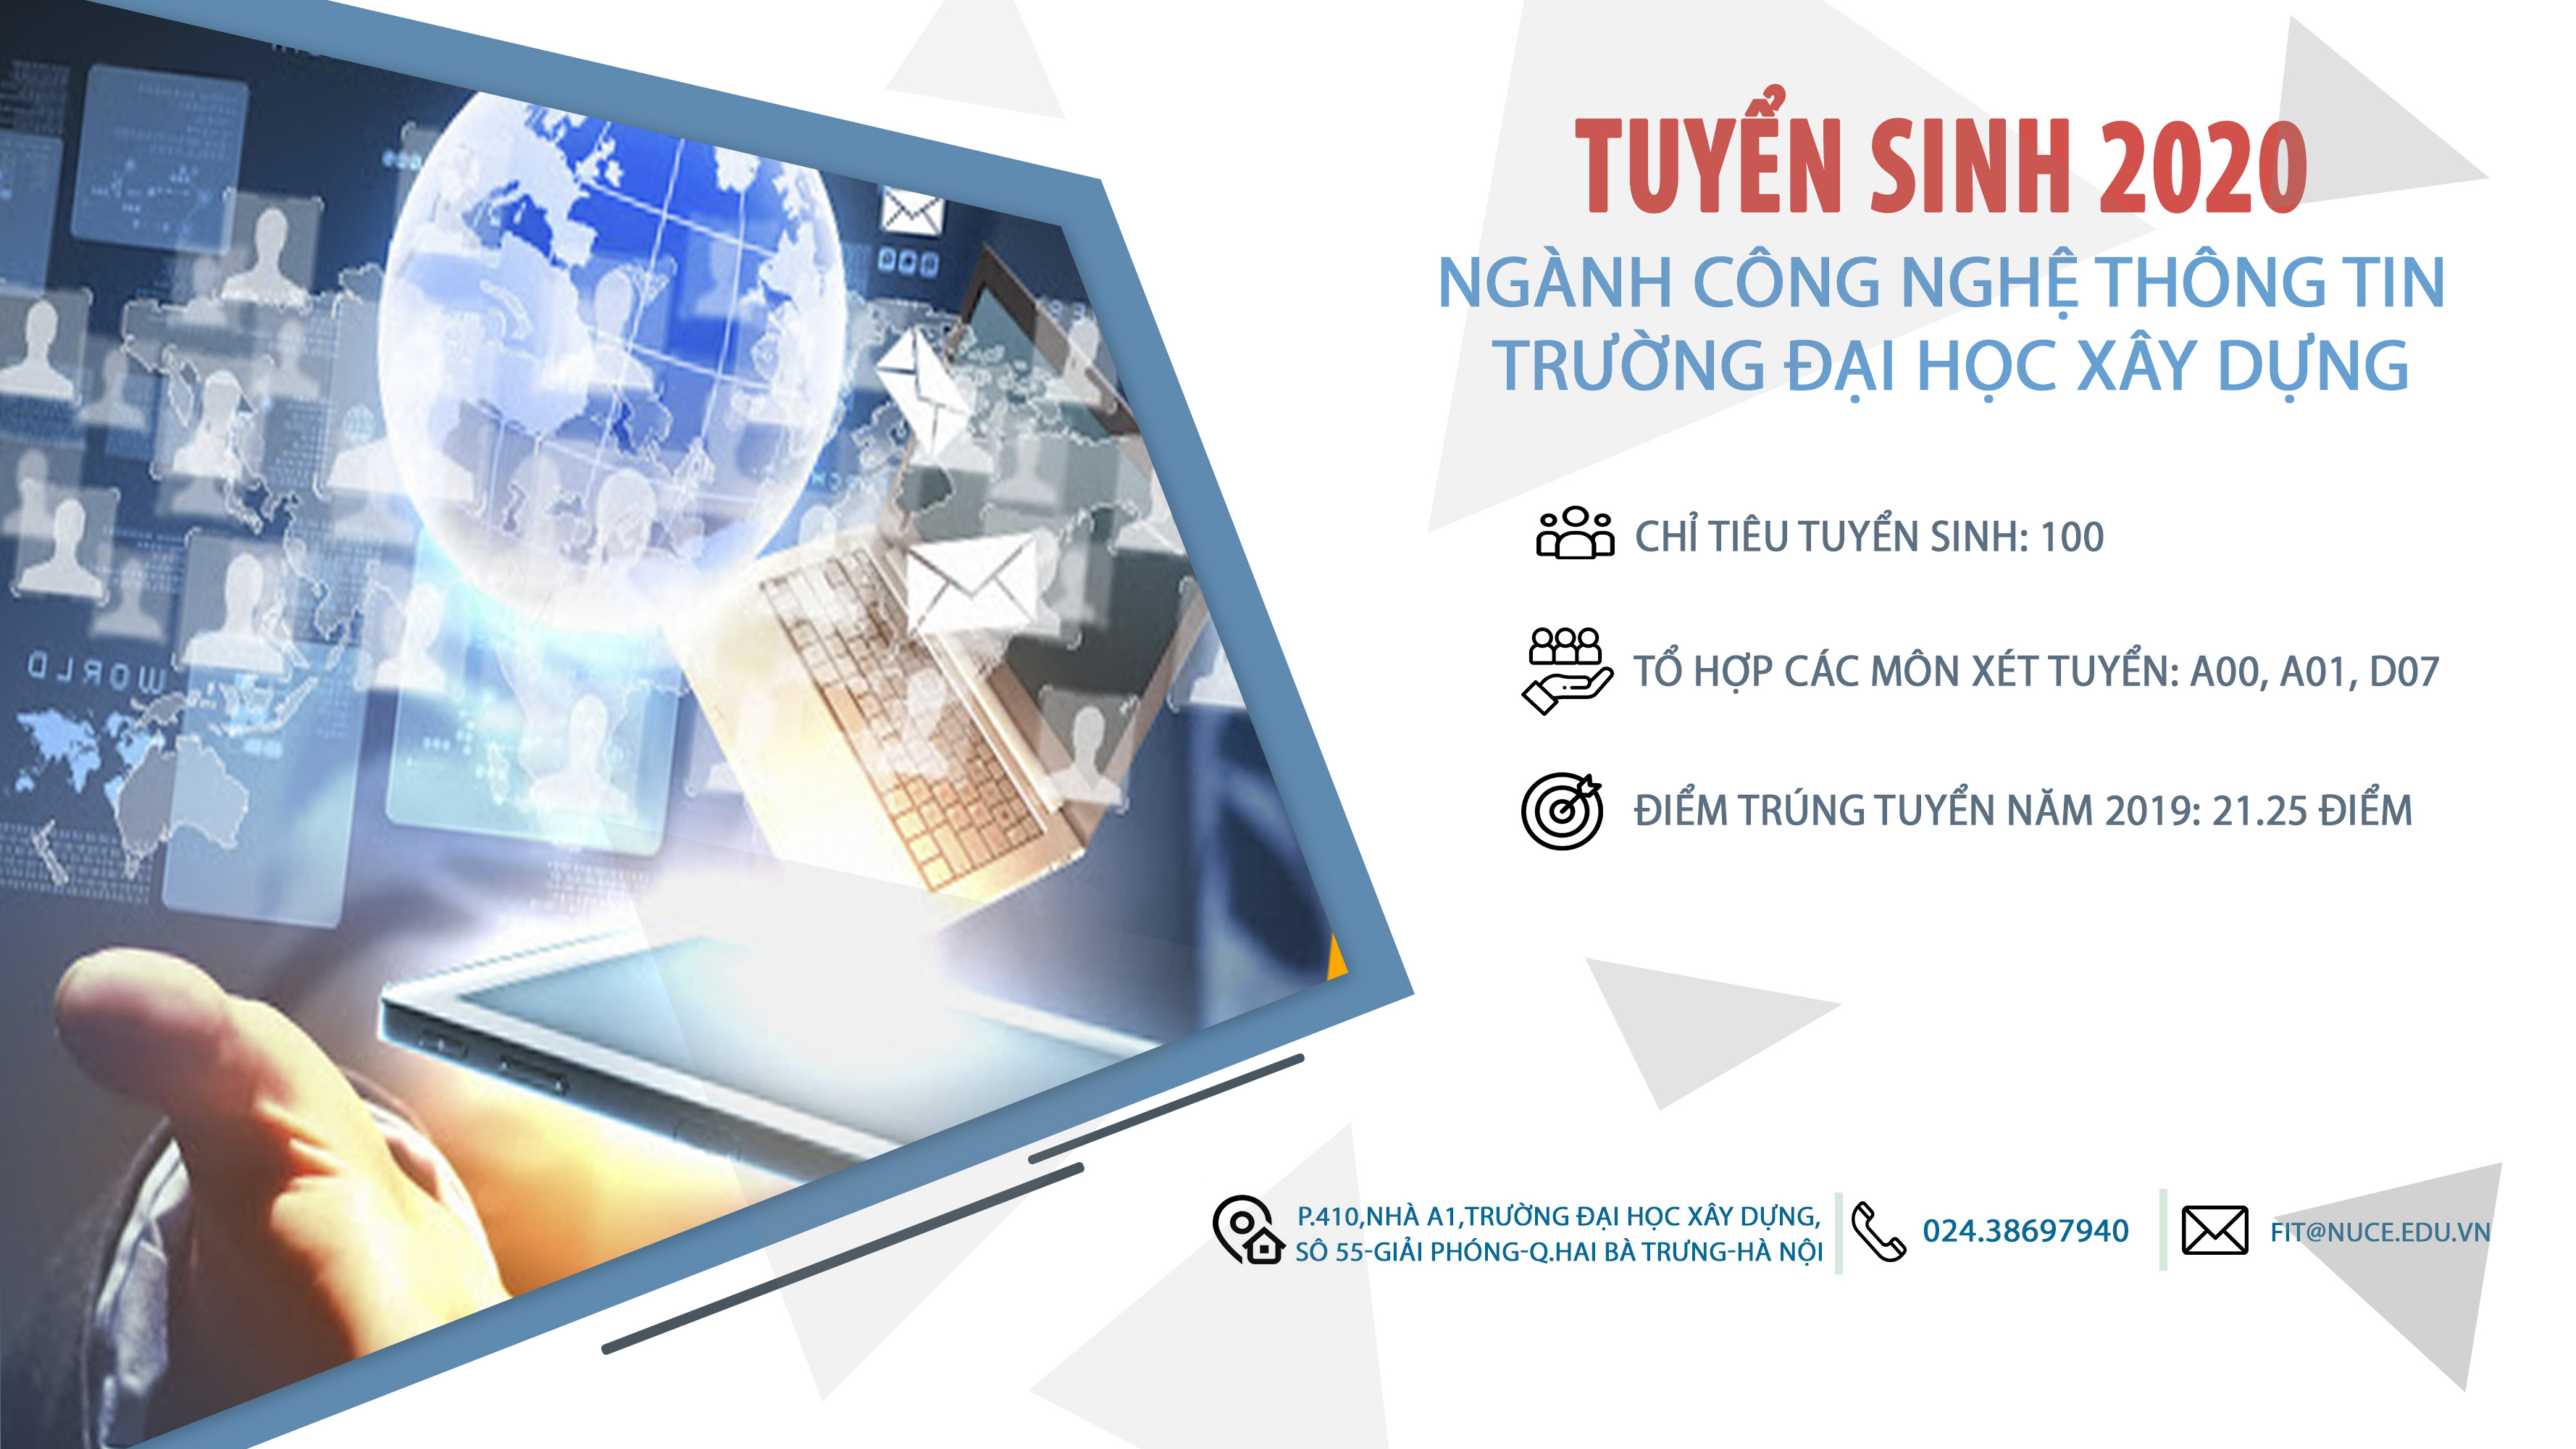 TUYỂN SINH 2020
NGÀNH CÔNG NGHỆ THÔNG TIN
TRƯỜNG ĐẠI HỌC XÂY DỰNG
CHỈ TIÊU TUYỂN SINH: 100
TỔ HỢP CÁC MÔN XÉT TUYỂN: A00, A01, D07
ĐIỂM TRÚNG TUYỂN NĂM 2019: 21.25 ĐIỂM
P.410,NHÀ A1,TRƯỜNG ĐẠI HỌC XÂY DỰNG,
SÔ 55-GIẢI PHÓNG-Q.HAI BÀ TRƯNG-HÀ NỘI
024.38697940
FIT@NUCE.EDU.VN
WORLD